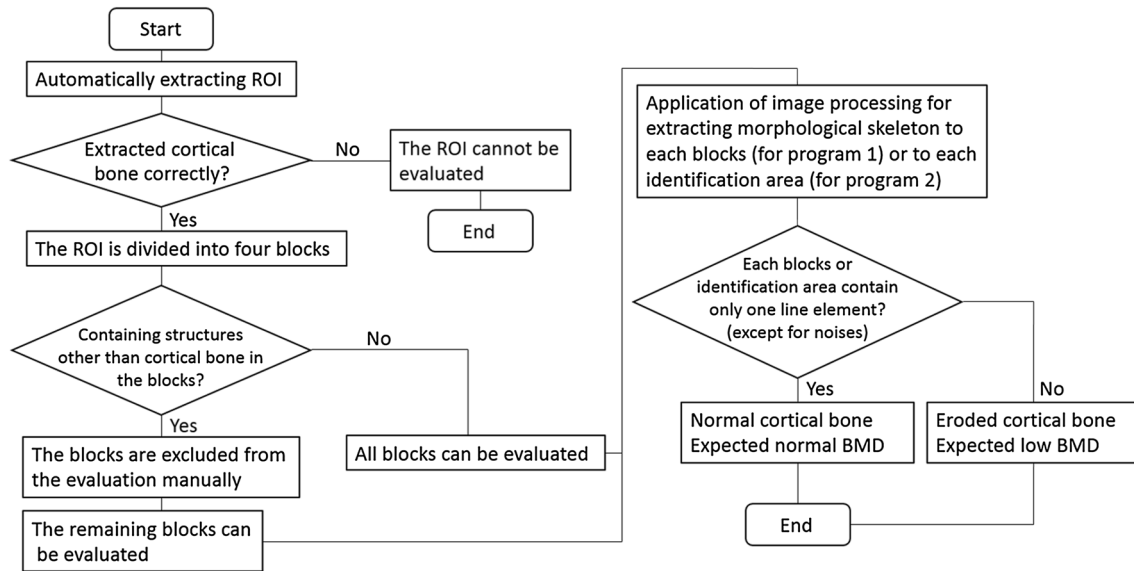 Start
Automatically extracting ROI
Extracted cortical
bone correctly?
No
The ROI cannot be
evaluated
End
Yes
The ROI is divided into four blocks
Containing structures
other than cortical bone in
the blocks?
No
All blocks can be evaluated
Yes
The blocks are excluded from
the evaluation manually
The remaining blocks can
be evaluated
Application of image processing for
extracting morphological skeleton to
each blocks (for program 1) or to each
identification area (for program 2)
Each blocks or
identification area contain
only one line element?
(except for noises)
Yes
Normal cortical bone
Expected normal BMD
No
Eroded cortical bone
Expected low BMD
End